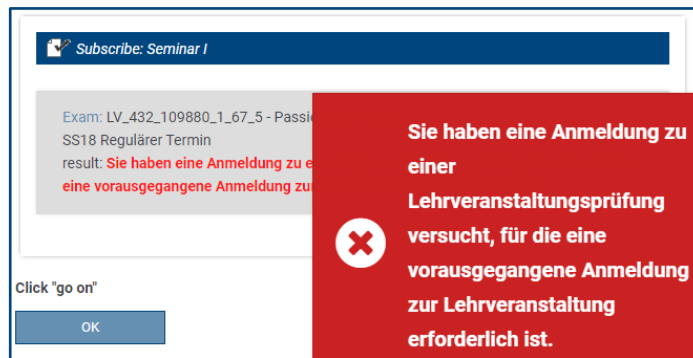 Subscribe: Seminar I
Exam: LV_432_109880_1_67_5 - Passi
SS18 Regulärer Termin
result: Sie haben eine Anmeldung zu e
eine vorausgegangene Anmeldung zu
Sie haben eine Anmeldung zu
einer
Lehrveranstaltungsprüfung
versucht, für die eine
vorausgegangene Anmeldung
zur Lehrveranstaltung
erforderlich ist.
Click "go on"
OK